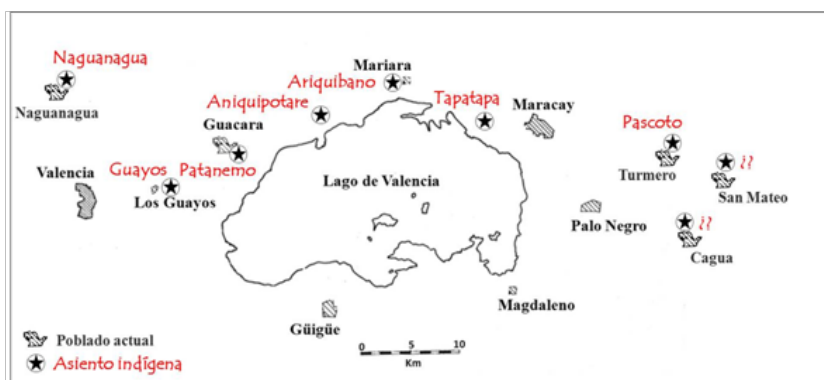 Naguanagua
Naguanagua
Mariara
Ariquibano
Aniquipotare
Tapatapa
Maracay
Guacara
Pascoto
Valencia
Guayos
Patanemo
Los Guayos
Lago de Valencia
Turmero
¿?
San Mateo
Palo Negro
¿?
Cagua
Magdaleno
Güigüe
Poblado actual
0 5 10
Km
Asiento indígena